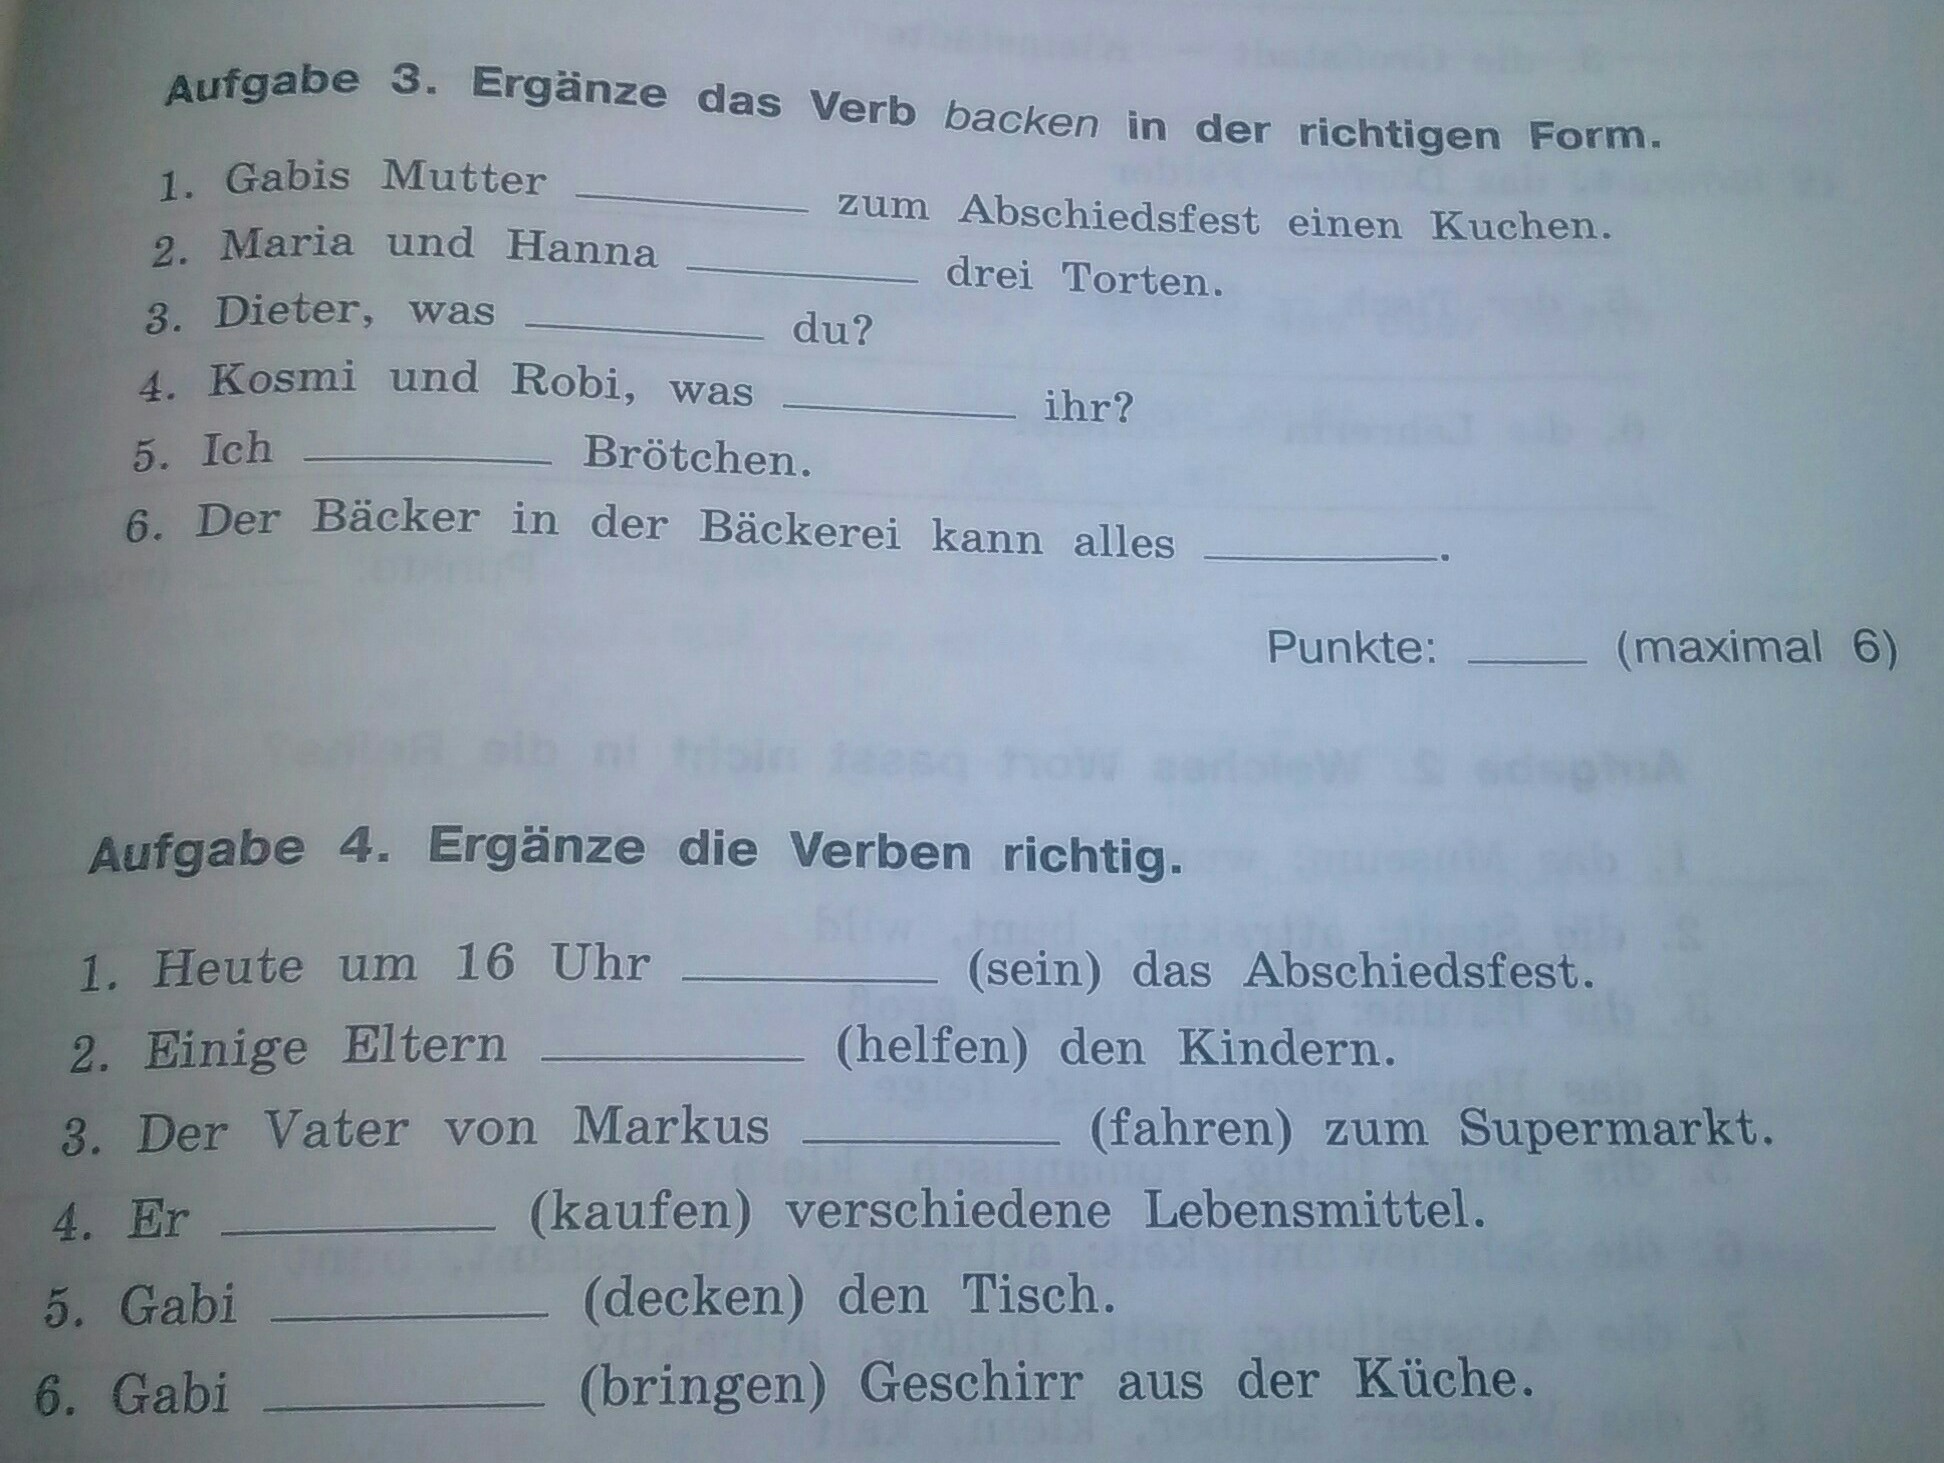 Aufgabe 3. Ergänze das Verb backen in der richtigen Form.
1. Gabis Mutter ________ zum Abschiedsfest einen Kuchen.
2. Maria und Hanna ________ drei Torten.
3. Dieter, was ________ du?
4. Kosmi und Robi, was ________ ihr?
5. Ich ________ Brötchen.
6. Der Bäcker in der Bäckerei kann alles ________.
Punkte: ____ (maximal 6)
Aufgabe 4. Ergänze die Verben richtig.
1. Heute um 16 Uhr ________ (sein) das Abschiedsfest.
2. Einige Eltern ________ (helfen) den Kindern.
3. Der Vater von Markus ________ (fahren) zum Supermarkt.
4. Er ________ (kaufen) verschiedene Lebensmittel.
5. Gabi ________ (decken) den Tisch.
6. Gabi ________ (bringen) Geschirr aus der Küche.